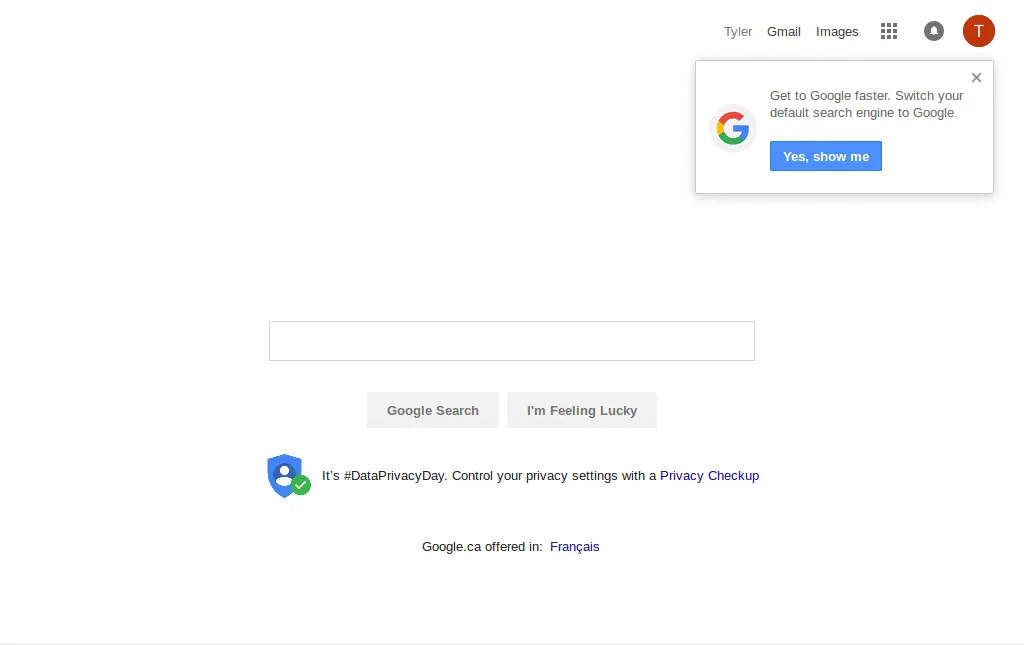 Tyler Gmail Images T
Get to Google faster. Switch your
default search engine to Google.
Yes, show me
Google Search I'm Feeling Lucky
It's #DataPrivacyDay. Control your privacy settings with a Privacy Checkup
Google.ca offered in: Français